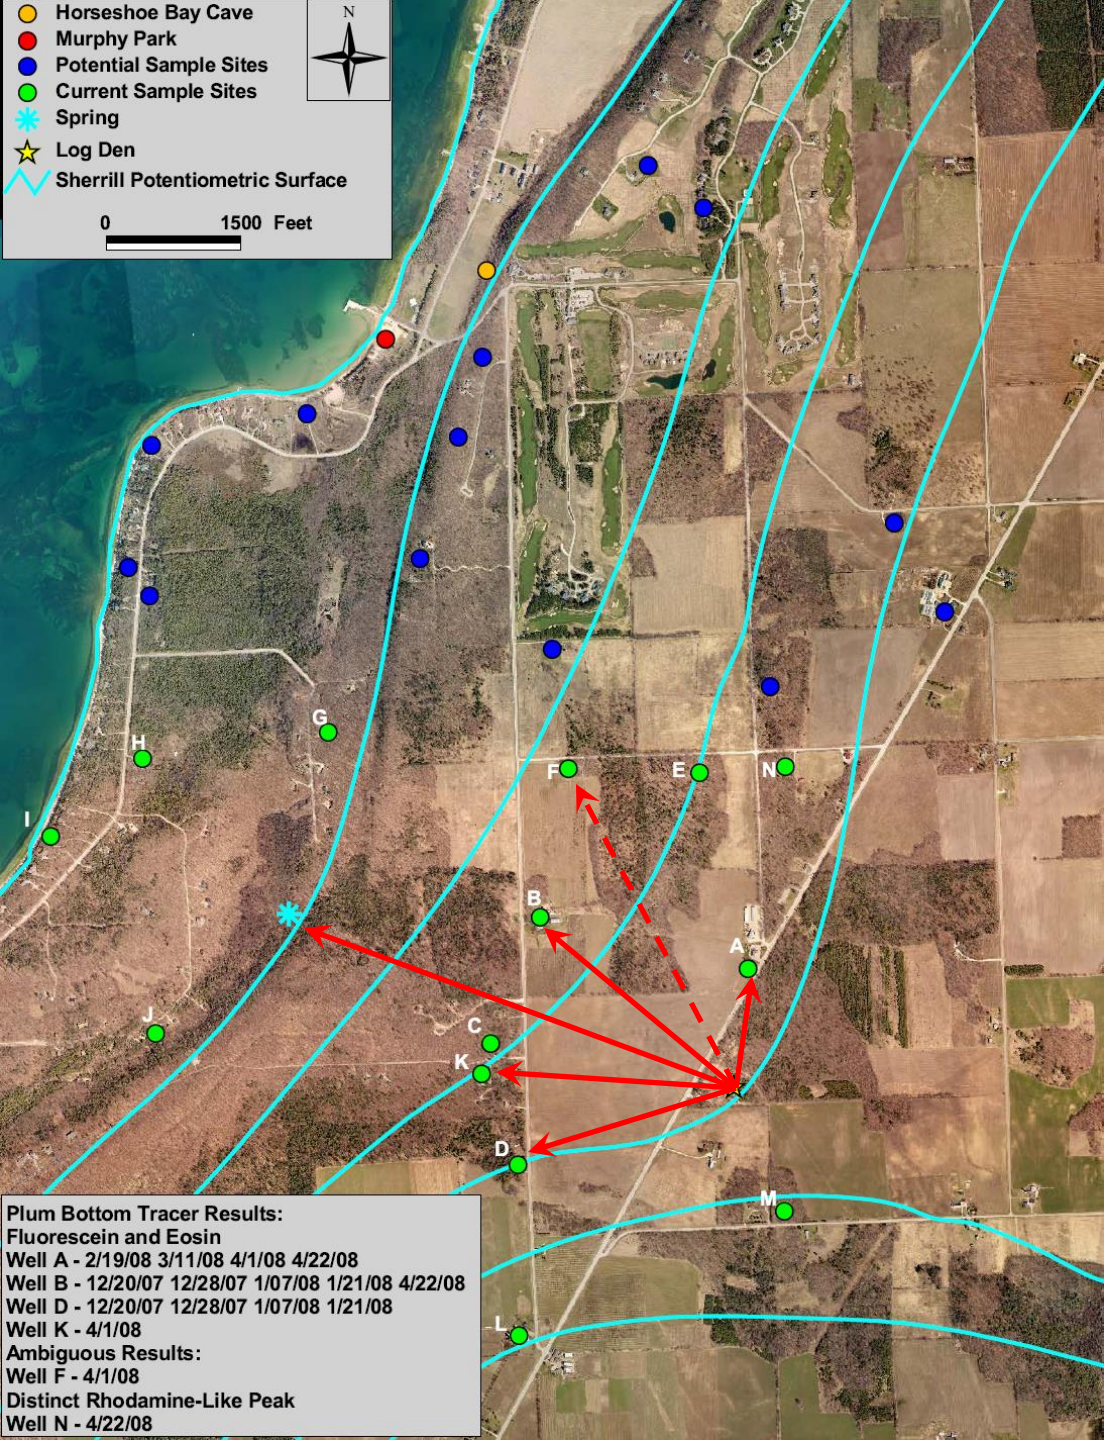 Horseshoe Bay Cave
Murphy Park
Potential Sample Sites
Current Sample Sites
Spring
Log Den
Sherrill Potentiometric Surface
0 1500 Feet
N
G
H
F
E
N
I
B
A
J
C
K
D
M
L
Plum Bottom Tracer Results:
Fluorescein and Eosin
Well A - 2/19/08 3/11/08 4/1/08 4/22/08
Well B - 12/20/07 12/28/07 1/07/08 1/21/08 4/22/08
Well D - 12/20/07 12/28/07 1/07/08 1/21/08
Well K - 4/1/08
Ambiguous Results:
Well F - 4/1/08
Distinct Rhodamine-Like Peak
Well N - 4/22/08